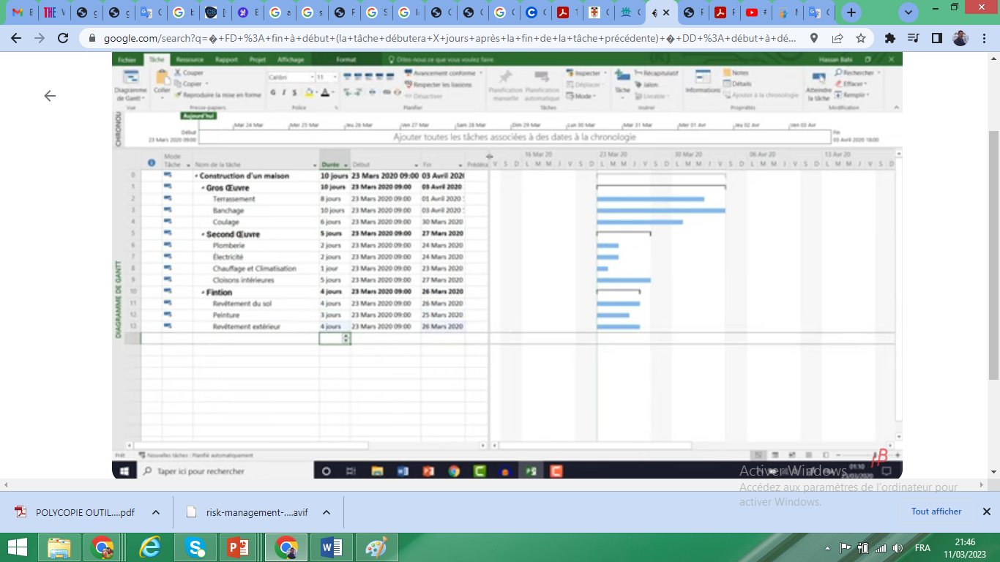 google.com/search?q=� + FD + %3A + fin + à + début + (la + tâche + débutera + X + jours + après + la + fin + de + la + tâche + précédente) + � + DD + %3A + début + à + dé...
Fichier Tâche Ressource Rapport Projet Affichage Format Dites-nous ce que vous voulez faire. Hassan Bahi
Diagramme de Gantt
Coller
Couper
Copier
Reproduire la mise en forme
Calibri 11
G I S
Avancement conforme
Respecter les liaisons
Désactiver
Planification manuelle
Planification automatique
Inspecter
Déplacer
Mode
Tâche
Récapitulatif
Jalon
Livrable
Informations
Notes
Détails
Ajouter à la chronologie
Atteindre la tâche
Rechercher
Effacer
Remplir
Vue Presse-papiers Police Planifier Tâches Insérer Propriétés Modification
CHRONOU
Aujourd'hui
Mar 24 Mar Mer 25 Mar Jeu 26 Mar Ven 27 Mar Sam 28 Mar Dim 29 Mar Lun 30 Mar Mar 31 Mar Mer 01 Avr Jeu 02 Avr Ven 03 Avr
Début
23 Mars 2020 09:00
Ajouter toutes les tâches associées à des dates à la chronologie
Fin
03 Avril 2020 18:00
Mode Tâche Nom de la tâche Durée Début Fin Prédéce
16 Mar 20 23 Mar 20 30 Mar 20 06 Avr 20 13 Avr 20
V S D L M M J V S D L M M J V S D L M M J V S D L M M J V S D L M M J V S D
0 Construction d'un maison 10 jours 23 Mars 2020 09:00 03 Avril 2020
1 Gros Œuvre 10 jours 23 Mars 2020 09:00 03 Avril 2020
2 Terrassement 8 jours 23 Mars 2020 09:00 01 Avril 2020
3 Banchage 10 jours 23 Mars 2020 09:00 03 Avril 2020
4 Coulage 6 jours 23 Mars 2020 09:00 30 Mars 2020
5 Second Œuvre 5 jours 23 Mars 2020 09:00 27 Mars 2020
6 Plomberie 2 jours 23 Mars 2020 09:00 24 Mars 2020
7 Électricité 2 jours 23 Mars 2020 09:00 24 Mars 2020
8 Chauffage et Climatisation 1 jour 23 Mars 2020 09:00 23 Mars 2020
9 Cloisons intérieures 5 jours 23 Mars 2020 09:00 27 Mars 2020
10 Fintion 4 jours 23 Mars 2020 09:00 26 Mars 2020
11 Revêtement du sol 4 jours 23 Mars 2020 09:00 26 Mars 2020
12 Peinture 3 jours 23 Mars 2020 09:00 25 Mars 2020
13 Revêtement extérieur 4 jours 23 Mars 2020 09:00 26 Mars 2020
DIAGRAMME DE GANTT
Prêt Nouvelles tâches : Planifié automatiquement
HB
Taper ici pour rechercher
01:10
Activer Windows
Accédez aux paramètres de l'ordinateur pour
activer Windows.
POLYCOPIE OUTIL....pdf
risk-management-....avif
Tout afficher
FRA
21:46
11/03/2023